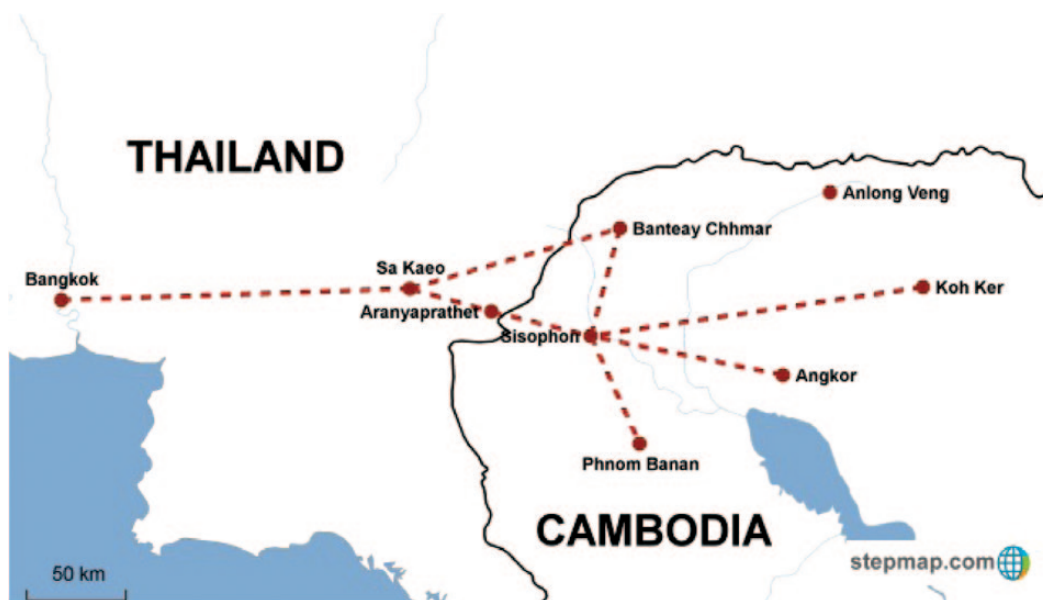 THAILAND
Anlong Veng
Banteay Chhmar
Sa Kaeo
Bangkok
Koh Ker
Aranyaprathet
Sisophon
Angkor
Phnom Banan
CAMBODIA
stepmap.com
50 km